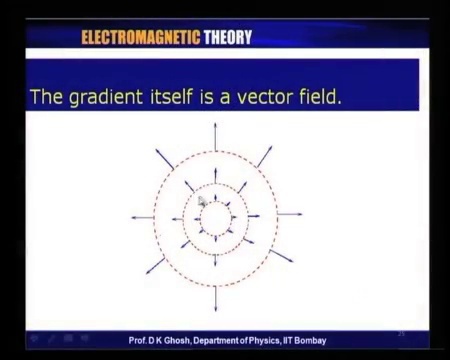 ELECTROMAGNETIC THEORY
The gradient itself is a vector field.
Prof. D K Ghosh, Department of Physics, IIT Bombay